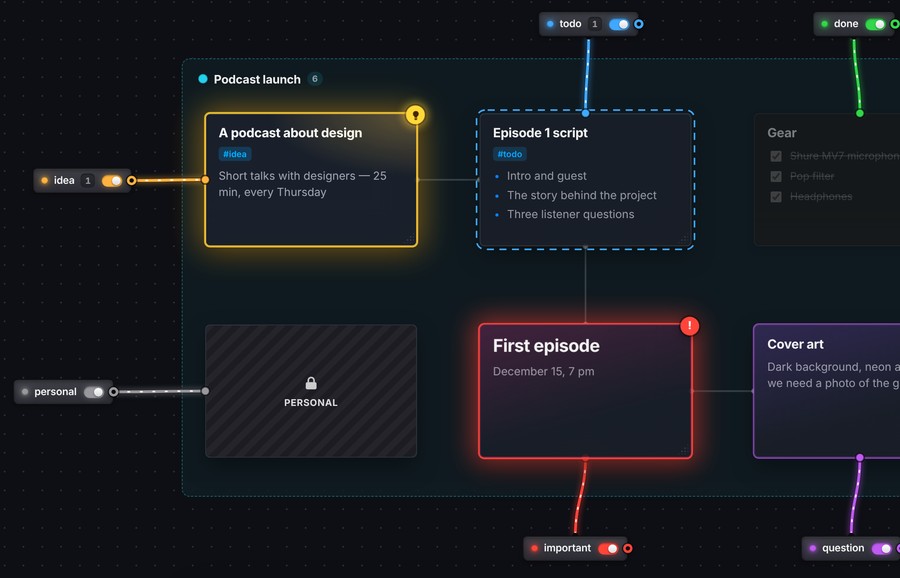 todo 1
done
Podcast launch 6
A podcast about design
#idea
Short talks with designers — 25
min, every Thursday
Episode 1 script
#todo
• Intro and guest
• The story behind the project
• Three listener questions
Gear
Shure MV7
Pop filter
Headphones
idea 1
personal
PERSONAL
First episode
December 15, 7 pm
!
Cover art
Dark background, neon
we need a photo of the
important
question